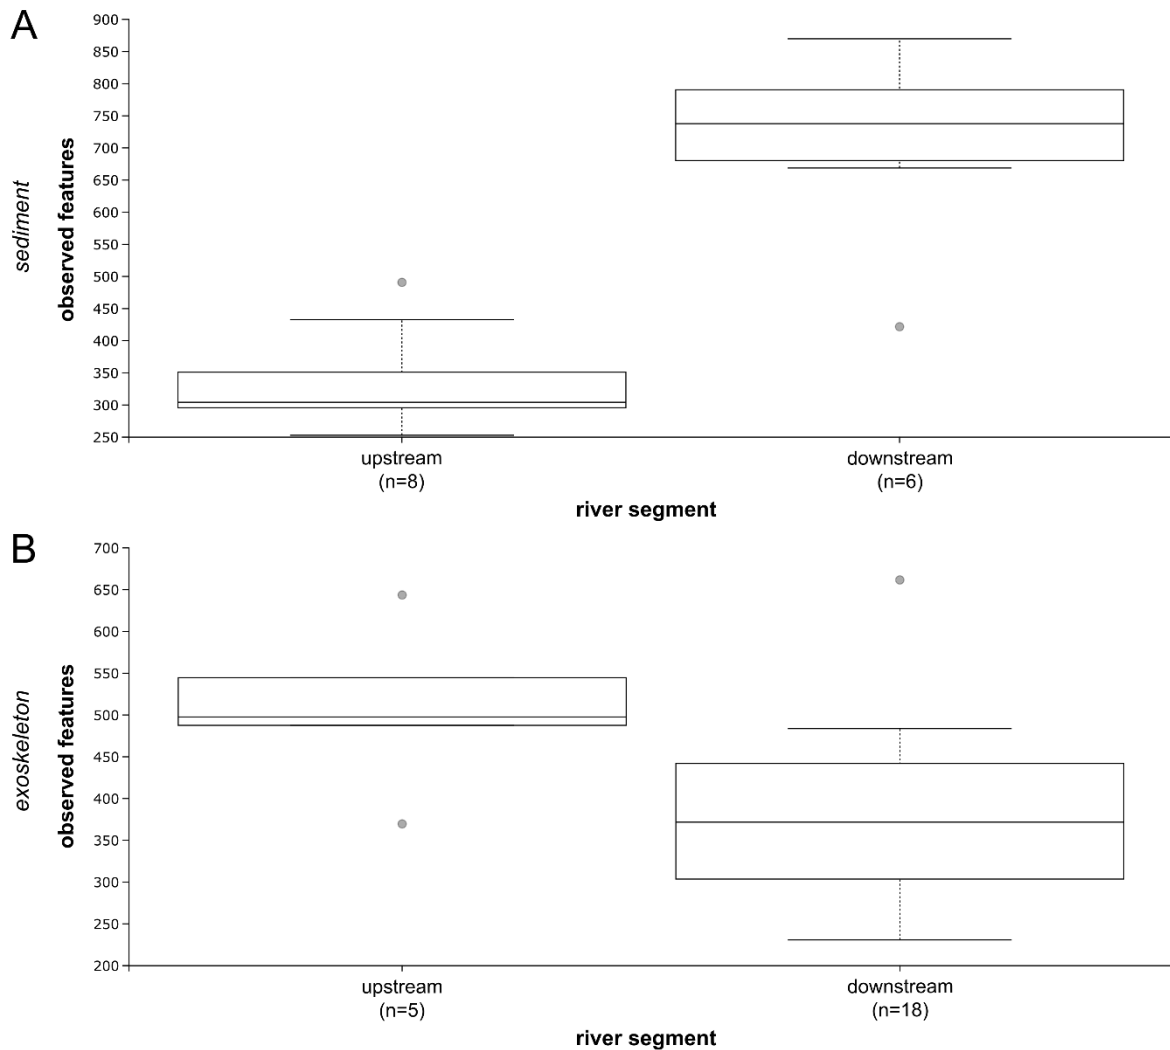 A
sediment
observed features
900
850
800
750
700
650
600
550
500
450
400
350
300
250
upstream
(n=8)
downstream
(n=6)
river segment
B
exoskeleton
observed features
700
650
600
550
500
450
400
350
300
250
200
upstream
(n=5)
downstream
(n=18)
river segment